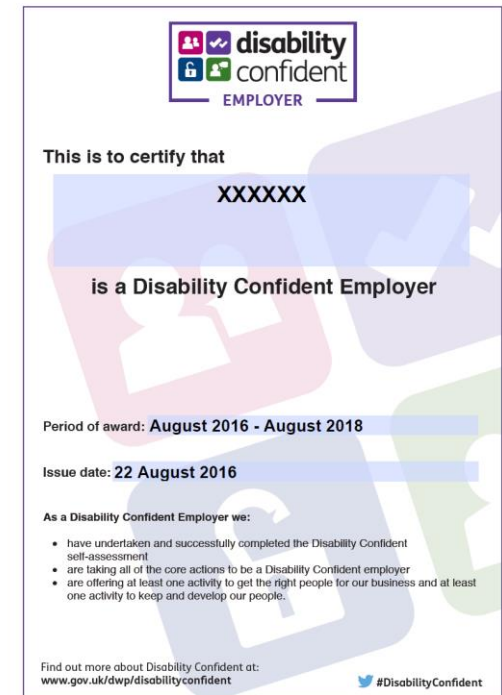 disability
confident
EMPLOYER
This is to certify that
XXXXXX
is a Disability Confident Employer
Period of award: August 2016 - August 2018
Issue date: 22 August 2016
As a Disability Confident Employer we:
• have undertaken and successfully completed the Disability Confident
self-assessment
• are taking all of the core actions to be a Disability Confident employer
• are offering at least one activity to get the right people for our business and at least
one activity to keep and develop our people.
Find out more about Disability Confident at:
www.gov.uk/dwp/disabilityconfident
#DisabilityConfident